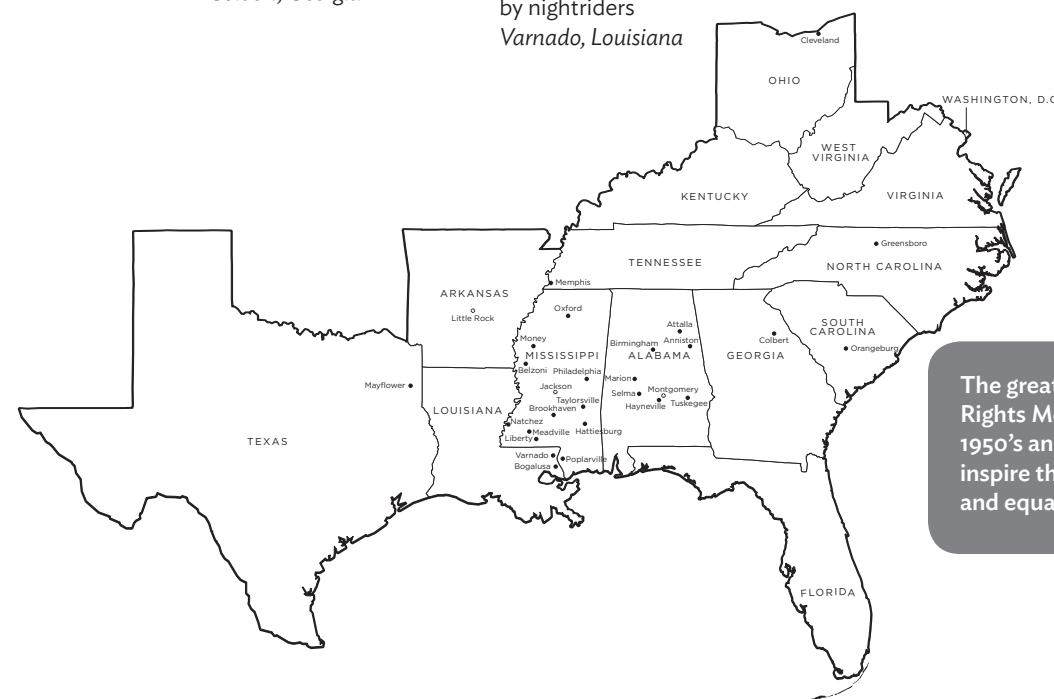 by nightriders
Varnado, Louisiana
Cleveland
OHIO
WASHINGTON, D.C
WEST
VIRGINIA
KENTUCKY
VIRGINIA
Greensboro
TENNESSEE
NORTH CAROLINA
Memphis
ARKANSAS
Little Rock
Oxford
SOUTH
CAROLINA
Attalla
Colbert
Orangeburg
Money
Birmingham
Anniston
MISSISSIPPI
ALABAMA
GEORGIA
Belzoni
Philadelphia
Mayflower
Jackson
Marion
Montgomery
Selma
Taylorsville
Hayneville
Tuskegee
LOUISIANA
Brookhaven
Natchez
Meadville
Hattiesburg
Liberty
TEXAS
Varnado
Poplarville
Bogalusa
FLORIDA
The great
Rights M
1950's an
inspire th
and equa